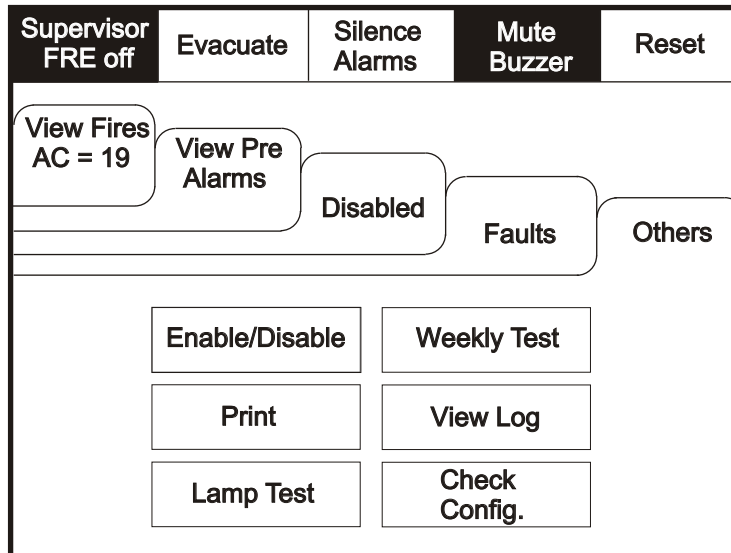 Supervisor
FRE off
Evacuate
Silence
Alarms
Mute
Buzzer
Reset
View Fires
AC = 19
View Pre
Alarms
Disabled
Faults
Others
Enable/Disable
Weekly Test
Print
View Log
Lamp Test
Check
Config.